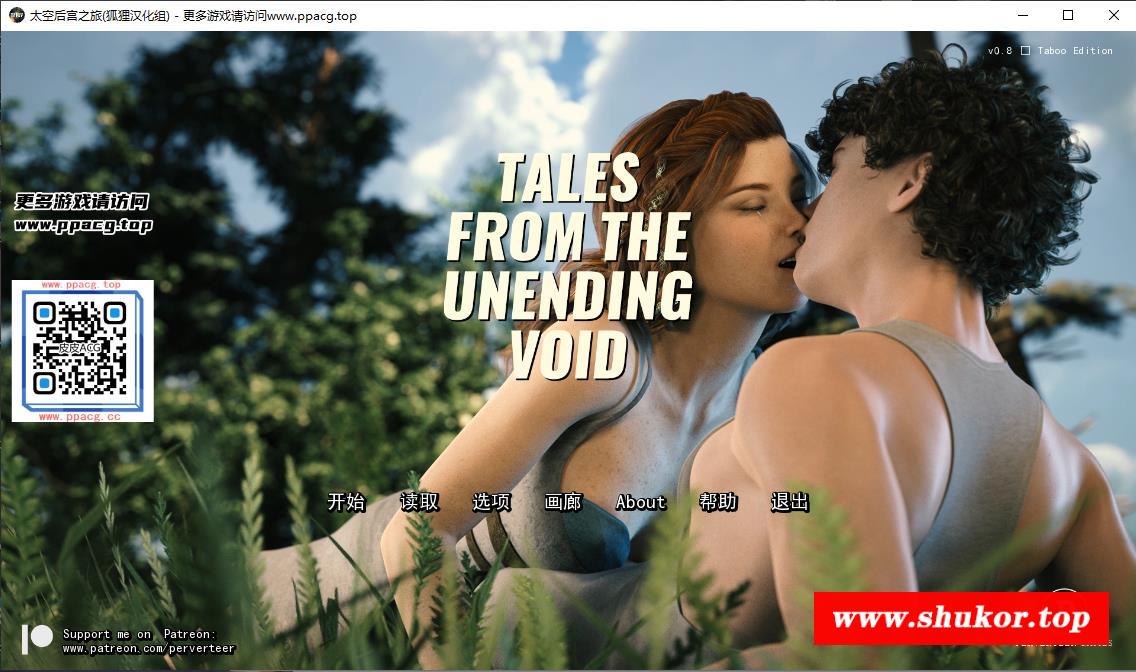 太空后宫之旅(狐狸汉化组) - 更多游戏请访问www.ppacg.top
v0.8 □ Taboo Edition
TALES
FROM THE
UNENDING
VOID
更多游戏请访问
www.ppacg.top
www.ppacg.top
皮皮ACG
www.ppacg.cc
开始 读取 选项 画廊 About 帮助 退出
www.shukor.top
Support me on Patreón:
www.patreon.com/perverteer